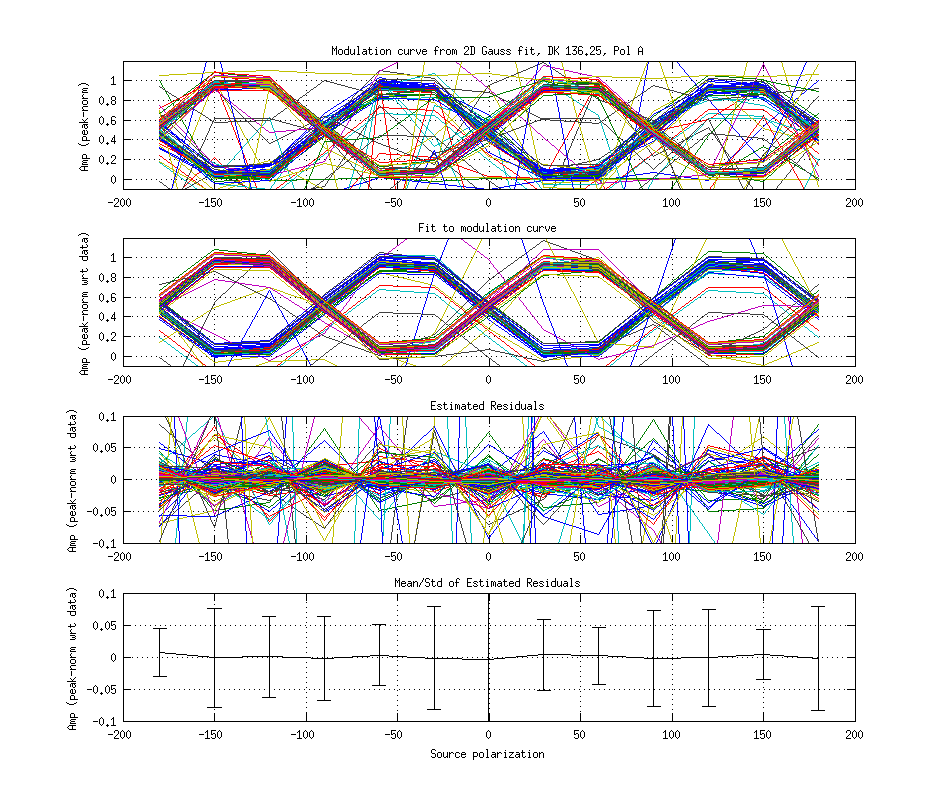 Modulation curve from 2D Gauss fit, DK 136.25, Pol A
Amp (peak-norm)
1
0.8
0.6
0.4
0.2
0
-200 -150 -100 -50 0 50 100 150 200
Fit to modulation curve
Amp (peak-norm wrt data)
1
0.8
0.6
0.4
0.2
0
-200 -150 -100 -50 0 50 100 150 200
Estimated Residuals
Amp (peak-norm wrt data)
0.1
0.05
0
-0.05
-0.1
-200 -150 -100 -50 0 50 100 150 200
Mean/Std of Estimated Residuals
Amp (peak-norm wrt data)
0.1
0.05
0
-0.05
-0.1
-200 -150 -100 -50 0 50 100 150 200
Source polarization